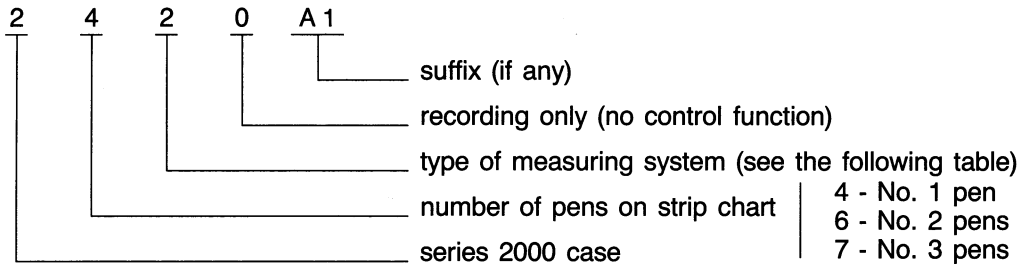 2 4 2 0 A1
suffix (if any)
recording only (no control function)
type of measuring system (see the following table)
number of pens on strip chart
4 - No. 1 pen
6 - No. 2 pens
7 - No. 3 pens
series 2000 case